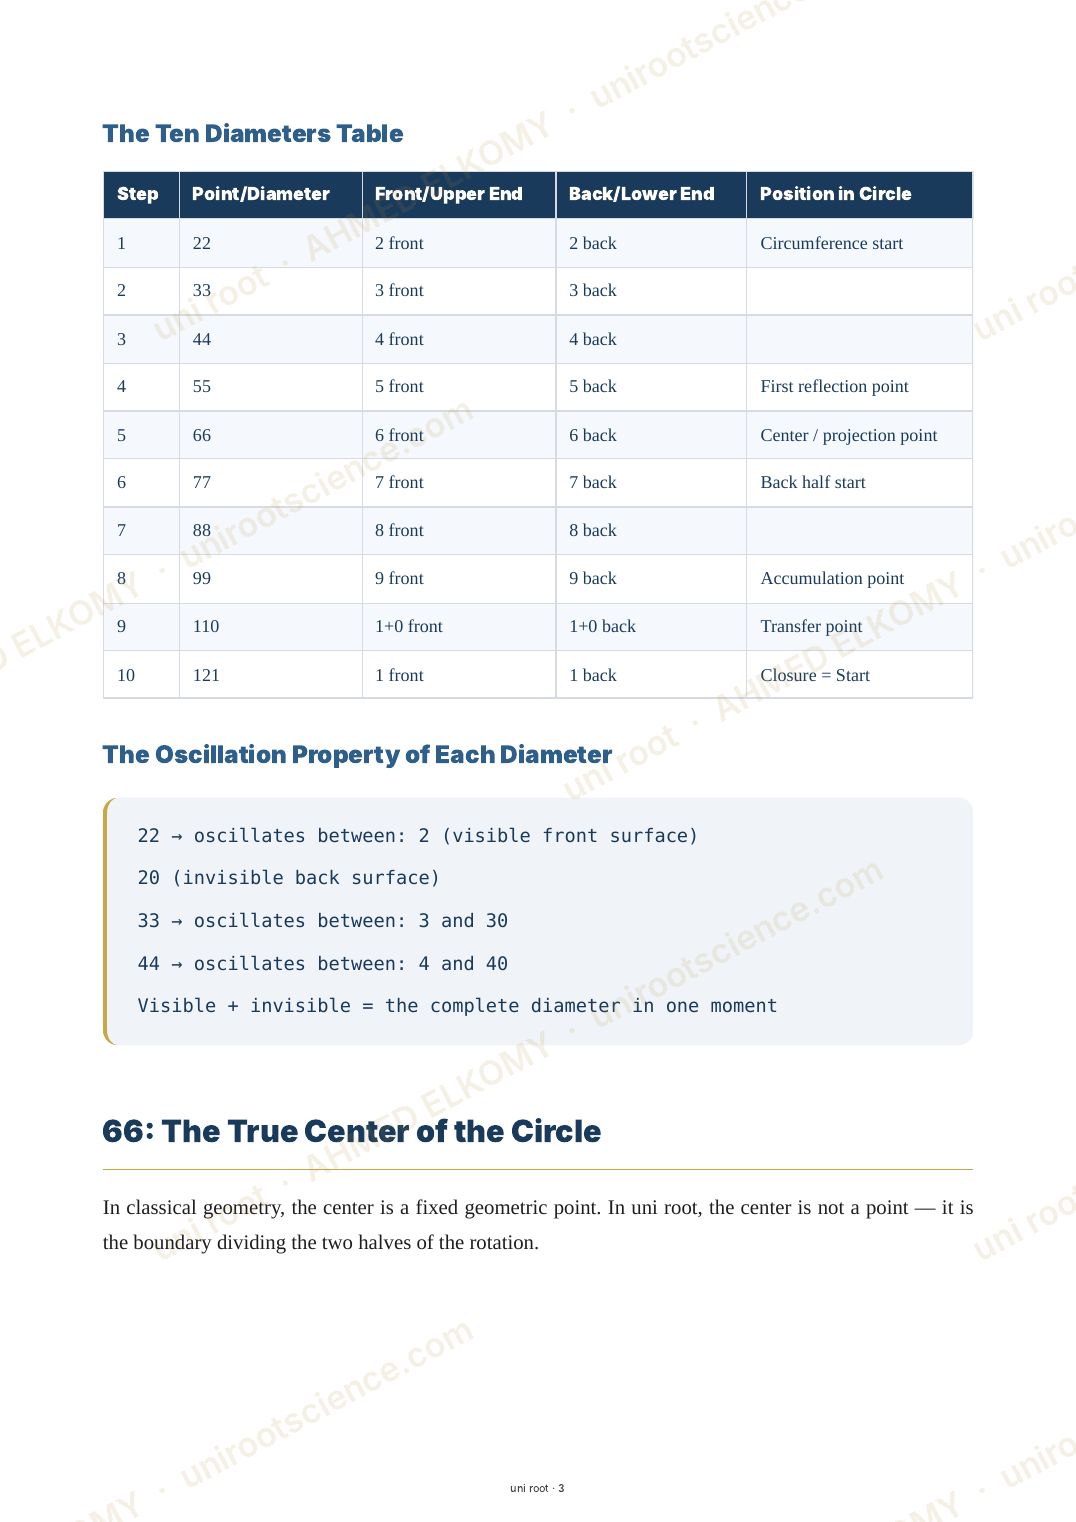 The Ten Diameters Table
Step Point/Diameter Front/Upper End Back/Lower End Position in Circle
1 22 2 front 2 back Circumference start
2 33 3 front 3 back
3 44 4 front 4 back
4 55 5 front 5 back First reflection point
5 66 6 front 6 back Center / projection point
6 77 7 front 7 back Back half start
7 88 8 front 8 back
8 99 9 front 9 back Accumulation point
9 110 1+0 front 1+0 back Transfer point
10 121 1 front 1 back Closure = Start
The Oscillation Property of Each Diameter
22 → oscillates between: 2 (visible front surface)
20 (invisible back surface)
33 → oscillates between: 3 and 30
44 → oscillates between: 4 and 40
Visible + invisible = the complete diameter in one moment
66: The True Center of the Circle
In classical geometry, the center is a fixed geometric point. In uni root, the center is not a point — it is
the boundary dividing the two halves of the rotation.
uni root · 3
uni root · AHMED ELKOMY · unirootscience.com